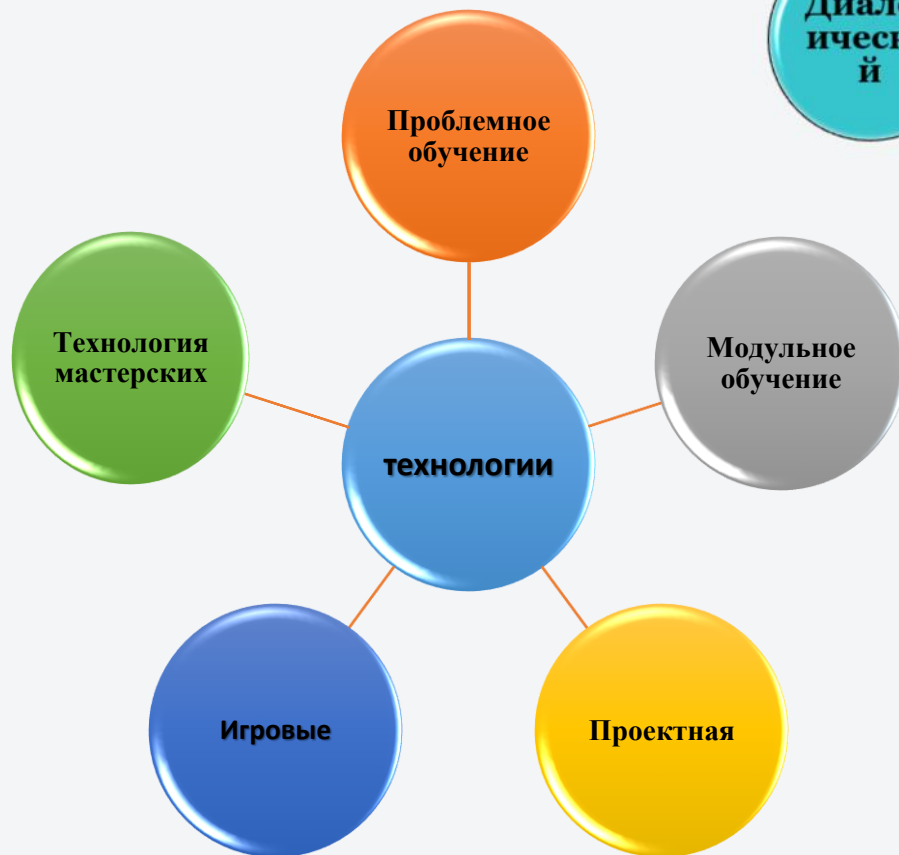 Проблемное
обучение
Технология
мастерских
Модульное
обучение
технологии
Игровые
Проектная